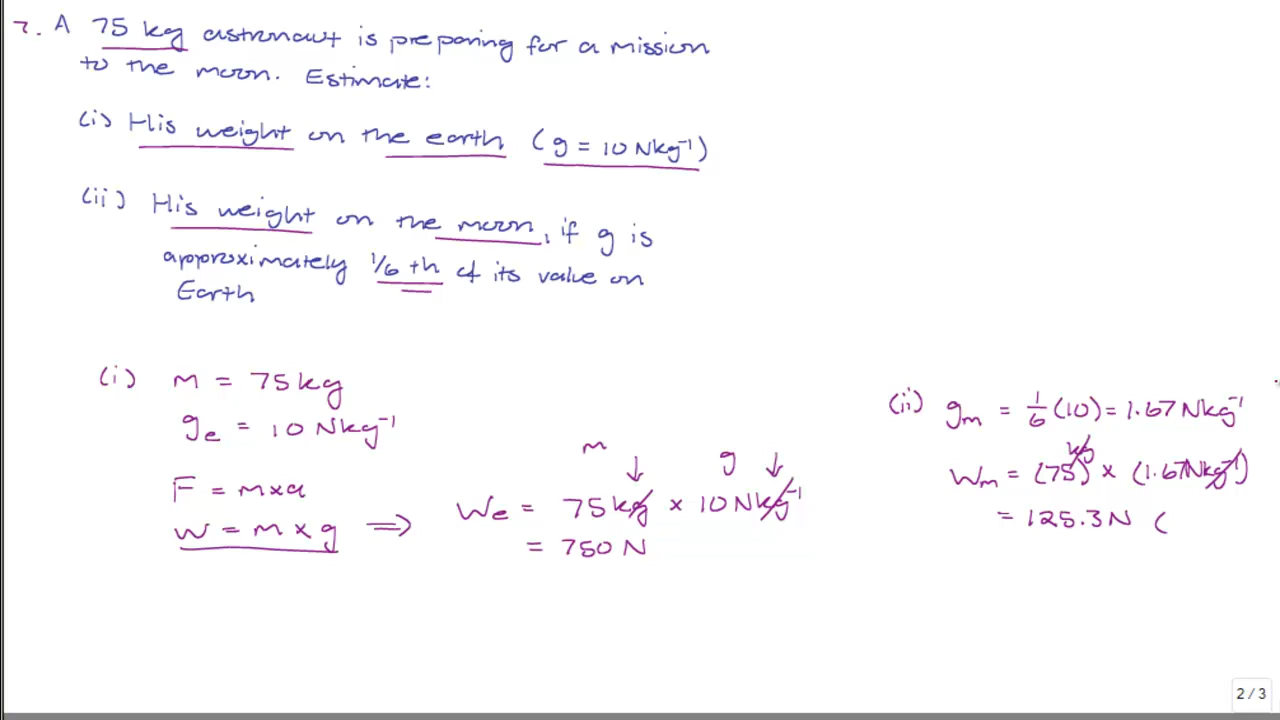 7. A 75 kg astronaut is preparing for a mission
to the moon. Estimate:
(i) His weight on the earth (g = 10 Nkg⁻¹)
(ii) His weight on the moon, if g is
approximately 1/6 th of its value on
Earth
(i) m = 75 kg
gₑ = 10 Nkg⁻¹
F = m×a
W = m × g ⇒
m ↓ g ↓
Wₑ = 75kg × 10 Nkg⁻¹
= 750 N
(ii) gₘ = 1/6 (10) = 1.67 Nkg⁻¹
Wₘ = (75 kg) × (1.67Nkg⁻¹)
= 125.3 N (
2 / 3